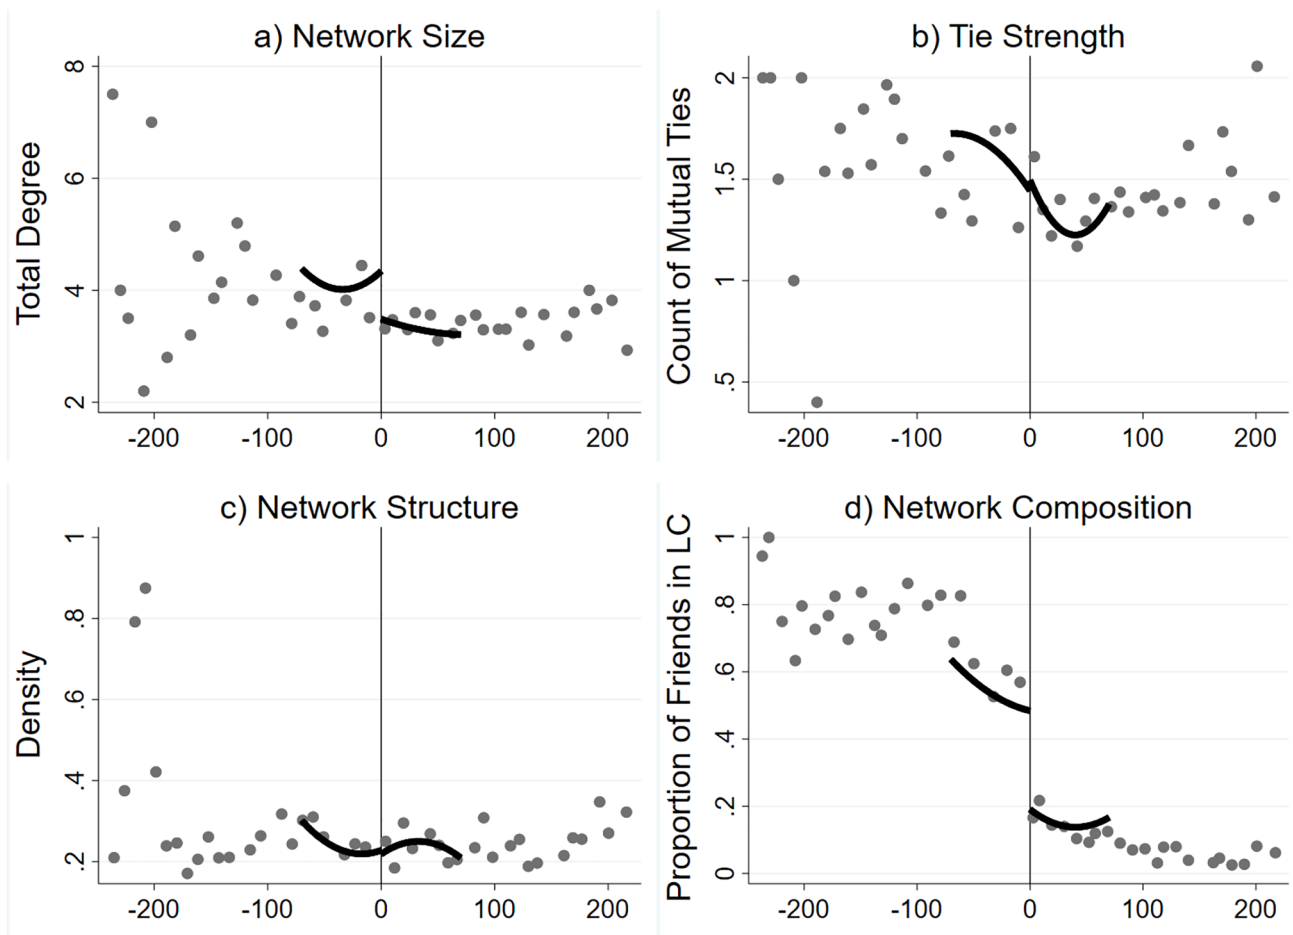 a) Network Size
Total Degree
8
6
4
2
-200 -100 0 100 200
b) Tie Strength
Count of Mutual Ties
2
1.5
1
.5
-200 -100 0 100 200
c) Network Structure
Density
1
.8
.6
.4
.2
-200 -100 0 100 200
d) Network Composition
Proportion of Friends in LC
1
.8
.6
.4
.2
0
-200 -100 0 100 200